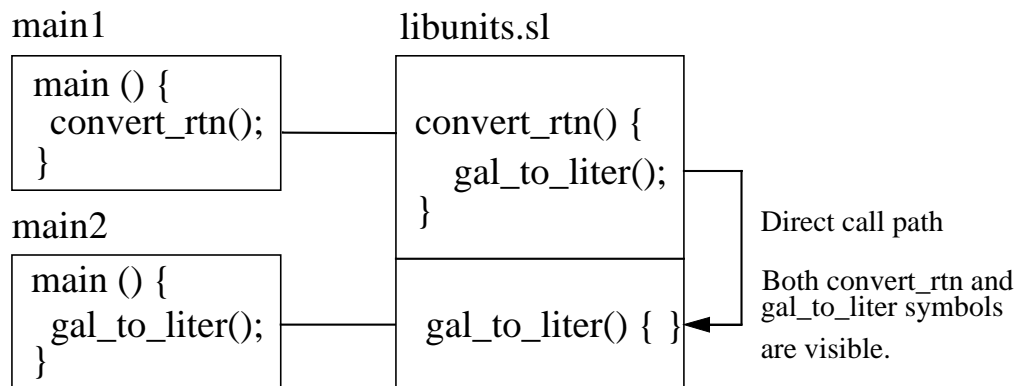 main1
main () {
convert_rtn();
}
main2
main () {
gal_to_liter();
}
libunits.sl
convert_rtn() {
gal_to_liter();
}
gal_to_liter() { }
Direct call path
Both convert_rtn and
gal_to_liter symbols
are visible.